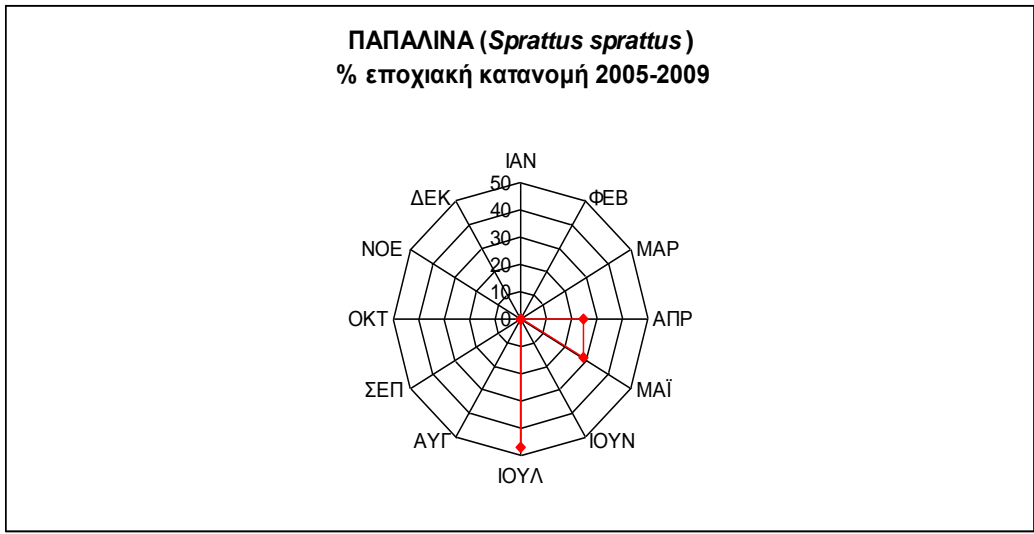 ΠΑΠΑΛΙΝΑ (Sprattus sprattus)
% εποχιακή κατανομή 2005-2009
ΙΑΝ
ΦΕΒ
ΜΑΡ
ΑΠΡ
ΜΑΪ
ΙΟΥΝ
ΙΟΥΛ
ΑΥΓ
ΣΕΠ
ΟΚΤ
ΝΟΕ
ΔΕΚ
50
40
30
20
10
0